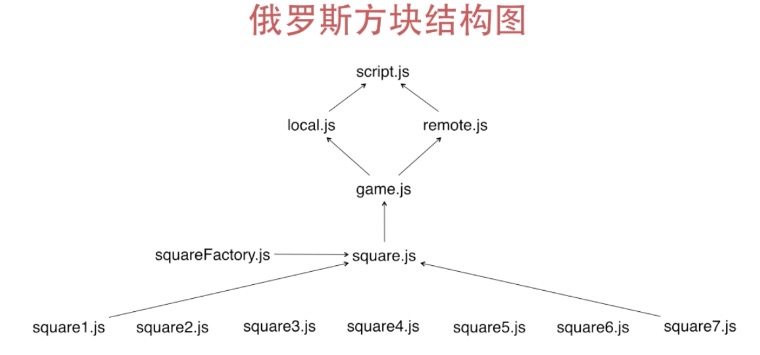 俄罗斯方块结构图
script.js
local.js remote.js
game.js
squareFactory.js square.js
square1.js square2.js square3.js square4.js square5.js square6.js square7.js